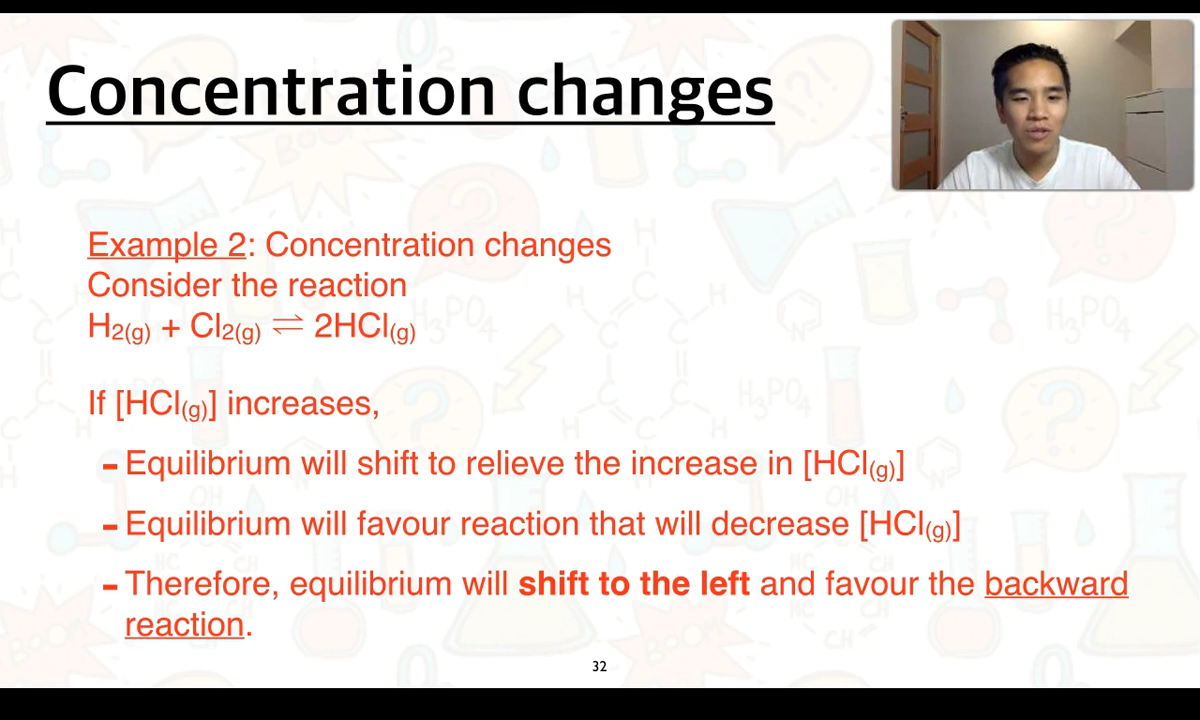 Concentration changes
Example 2: Concentration changes
Consider the reaction
H2(g) + Cl2(g) ⇌ 2HCl(g)
If [HCl(g)] increases,
- Equilibrium will shift to relieve the increase in [HCl(g)]
- Equilibrium will favour reaction that will decrease [HCl(g)]
- Therefore, equilibrium will shift to the left and favour the backward
reaction.
32